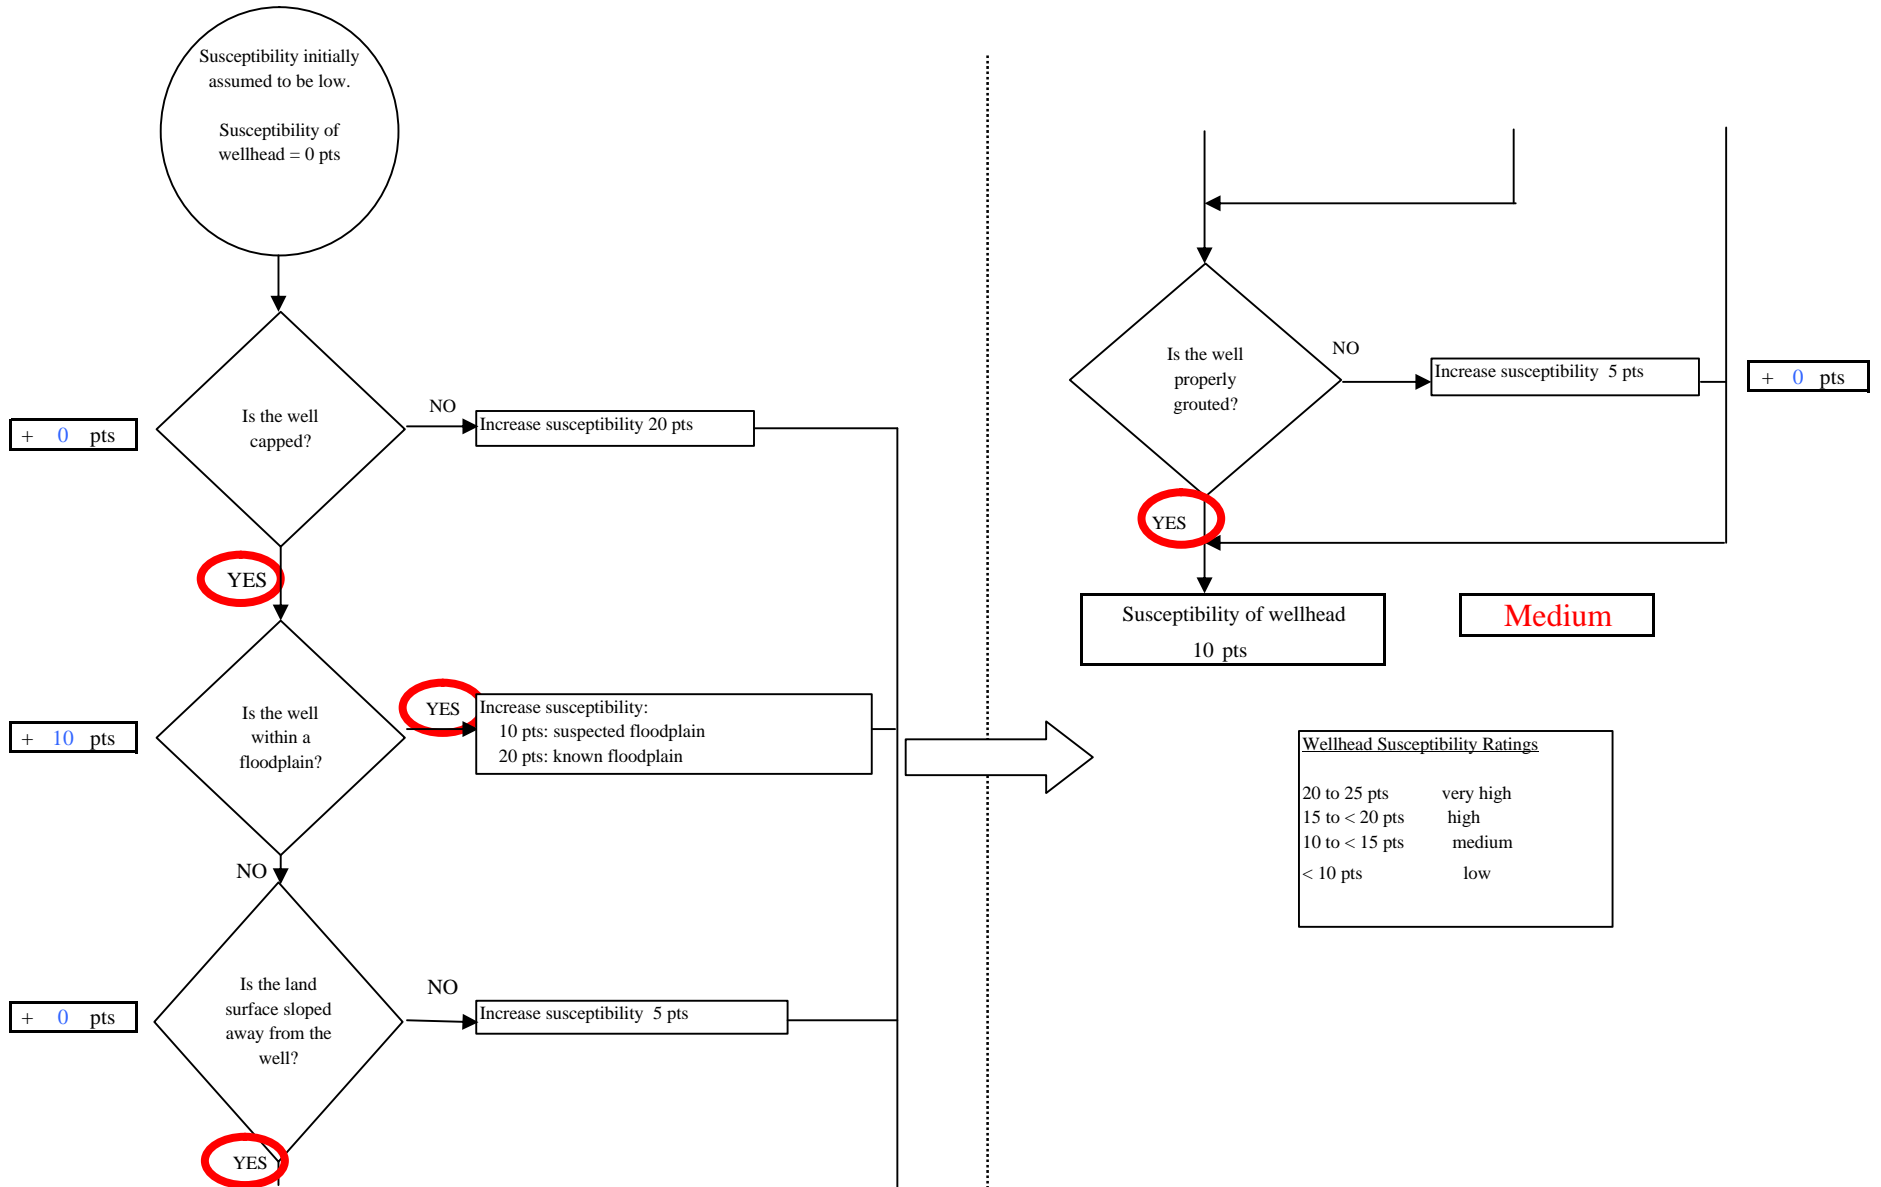 Susceptibility initially
assumed to be low.
Susceptibility of
wellhead = 0 pts
Is the well
capped?
NO
Increase susceptibility 20 pts
+ 0 pts
YES
Is the well
within a
floodplain?
YES
Increase susceptibility:
10 pts: suspected floodplain
20 pts: known floodplain
+ 10 pts
NO
Is the land
surface sloped
away from the
well?
NO
Increase susceptibility 5 pts
+ 0 pts
YES
Is the well
properly
grouted?
NO
Increase susceptibility 5 pts
+ 0 pts
YES
Susceptibility of wellhead
10 pts
Medium
Wellhead Susceptibility Ratings
20 to 25 pts very high
15 to < 20 pts high
10 to < 15 pts medium
< 10 pts low